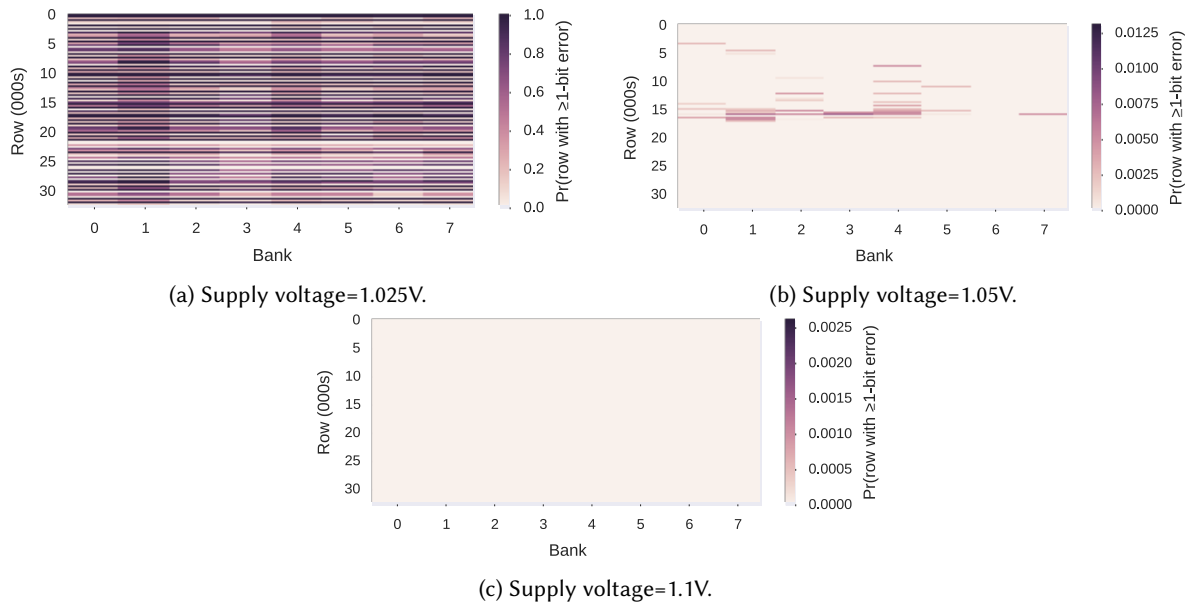 0
5
10
15
20
25
30
Row (000s)
0 1 2 3 4 5 6 7
Bank
1.0
0.8
0.6
0.4
0.2
0.0
Pr(row with ≥1-bit error)
(a) Supply voltage=1.025V.
0
5
10
15
20
25
30
Row (000s)
0 1 2 3 4 5 6 7
Bank
0.0125
0.0100
0.0075
0.0050
0.0025
0.0000
Pr(row with ≥1-bit error)
(b) Supply voltage=1.05V.
0
5
10
15
20
25
30
Row (000s)
0 1 2 3 4 5 6 7
Bank
0.0025
0.0020
0.0015
0.0010
0.0005
0.0000
Pr(row with ≥1-bit error)
(c) Supply voltage=1.1V.